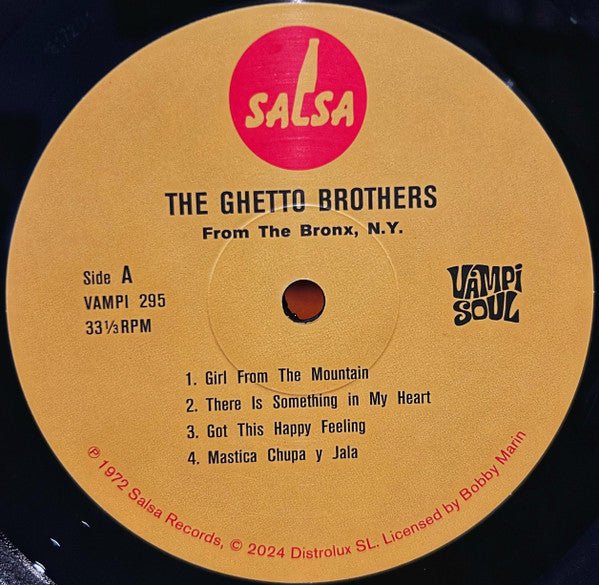 SALSA
THE GHETTO BROTHERS
From The Bronx, N.Y.
Side A
VAMPI 295
33⅓ RPM
VAMPi
SOUL
1. Girl From The Mountain
2. There Is Something in My Heart
3. Got This Happy Feeling
4. Mastica Chupa y Jala
℗ 1972 Salsa Records, © 2024 Distrolux SL. Licensed by Bobby Marin